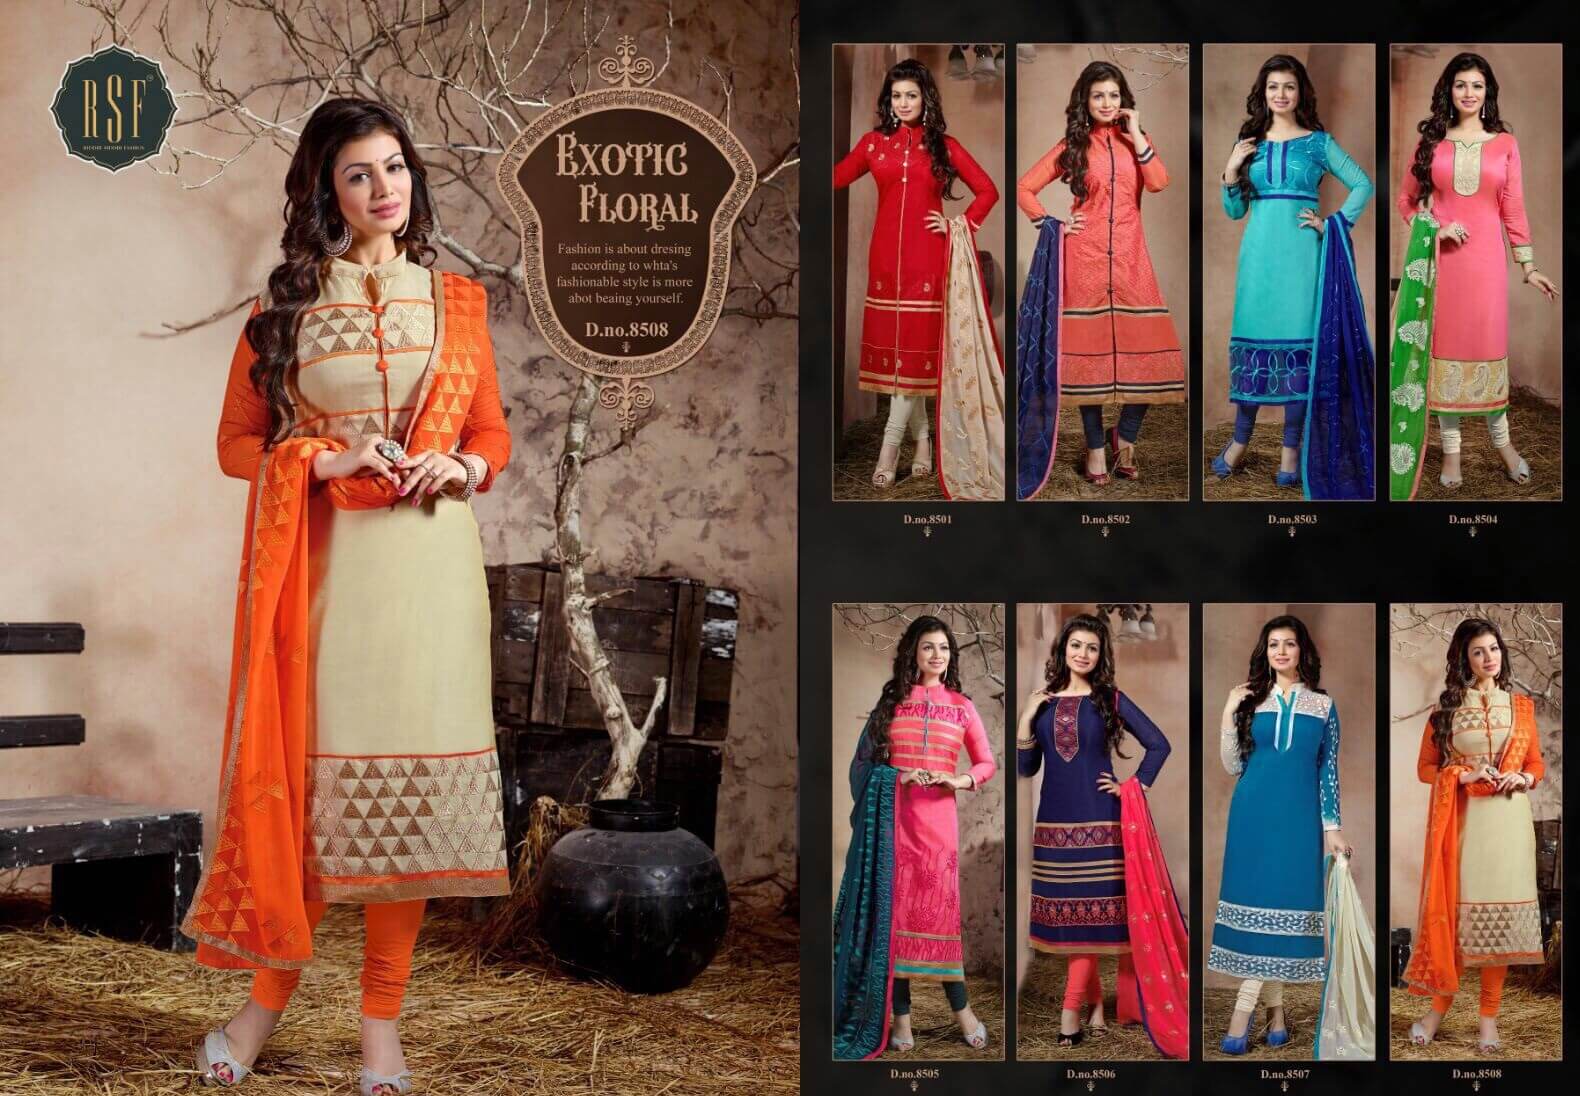 RSF
EXOTIC
FLORAL
Fashion is about dresing
according to whta's
fashionable style is more
abot beaing yourself.
D.no.8508
D.no.8501
D.no.8502
D.no.8503
D.no.8504
D.no.8505
D.no.8506
D.no.8507
D.no.8508